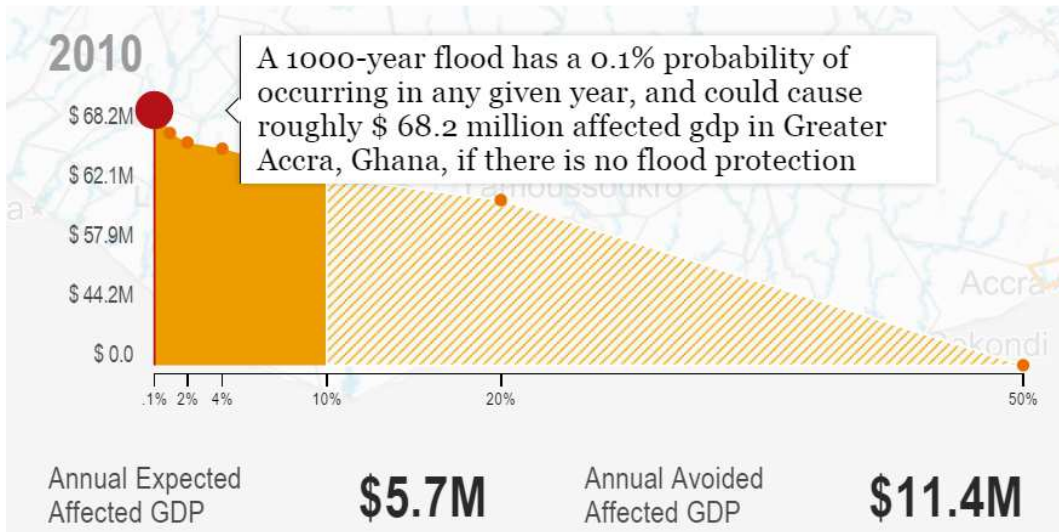 2010
A 1000-year flood has a 0.1% probability of
occurring in any given year, and could cause
roughly $ 68.2 million affected gdp in Greater
Accra, Ghana, if there is no flood protection
$ 68.2M
$ 62.1M
$ 57.9M
$ 44.2M
$ 0.0
Accra
.1% 2% 4% 10% 20% 50%
Annual Expected
Affected GDP
$5.7M
Annual Avoided
Affected GDP
$11.4M